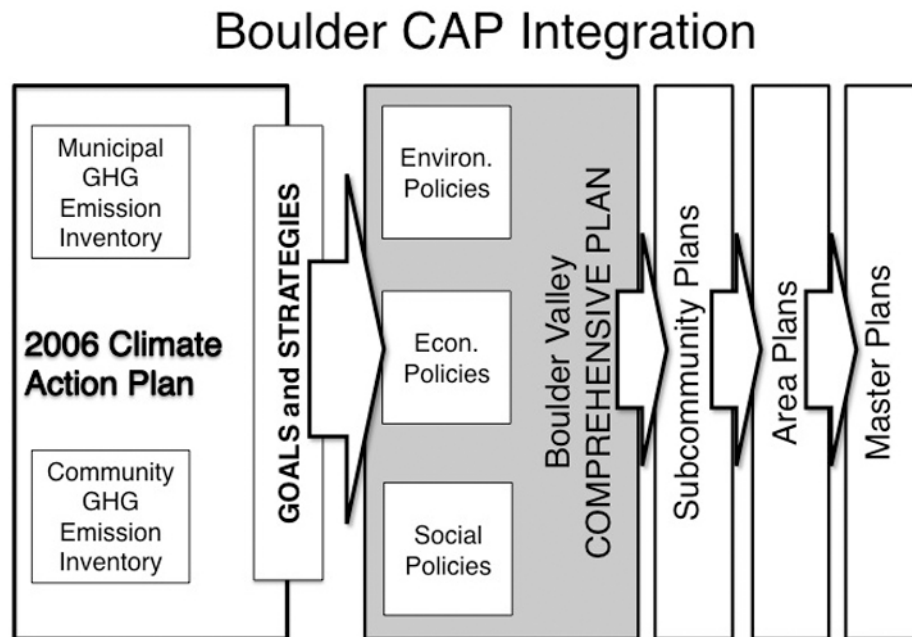 Boulder CAP Integration
Municipal
GHG
Emission
Inventory
2006 Climate
Action Plan
Community
GHG
Emission
Inventory
GOALS and STRATEGIES
Environ.
Policies
Econ.
Policies
Social
Policies
Boulder Valley
COMPREHENSIVE PLAN
Subcommunity Plans
Area Plans
Master Plans